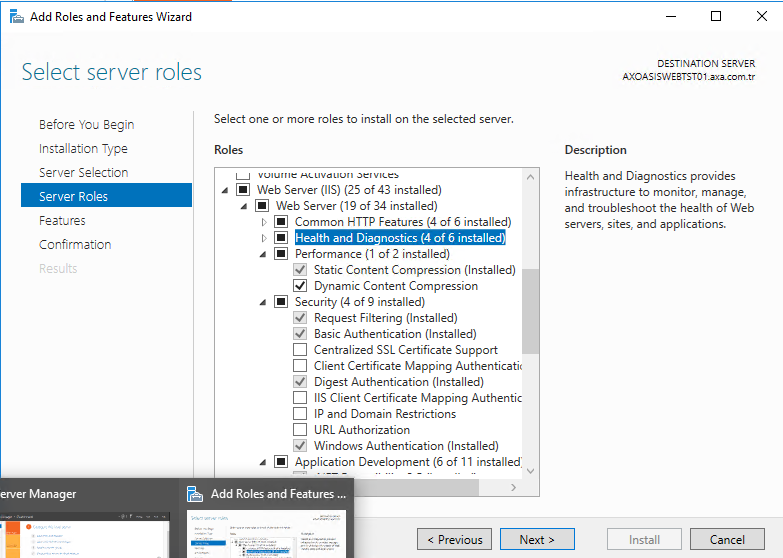 Add Roles and Features Wizard
Select server roles
DESTINATION SERVER
AXOASISWEBTST01.axa.com.tr
Before You Begin
Installation Type
Server Selection
Server Roles
Features
Confirmation
Results
Select one or more roles to install on the selected server.
Roles
Volume Activation Services
Web Server (IIS) (25 of 43 installed)
Web Server (19 of 34 installed)
Common HTTP Features (4 of 6 installed)
Health and Diagnostics (4 of 6 installed)
Performance (1 of 2 installed)
Static Content Compression (Installed)
Dynamic Content Compression
Security (4 of 9 installed)
Request Filtering (Installed)
Basic Authentication (Installed)
Centralized SSL Certificate Support
Client Certificate Mapping Authenticatio
Digest Authentication (Installed)
IIS Client Certificate Mapping Authentic
IP and Domain Restrictions
URL Authorization
Windows Authentication (Installed)
Application Development (6 of 11 installed)
Description
Health and Diagnostics provides
infrastructure to monitor, manage,
and troubleshoot the health of Web
servers, sites, and applications.
erver Manager
Add Roles and Features ...
Select server roles
< Previous
Next >
Install
Cancel